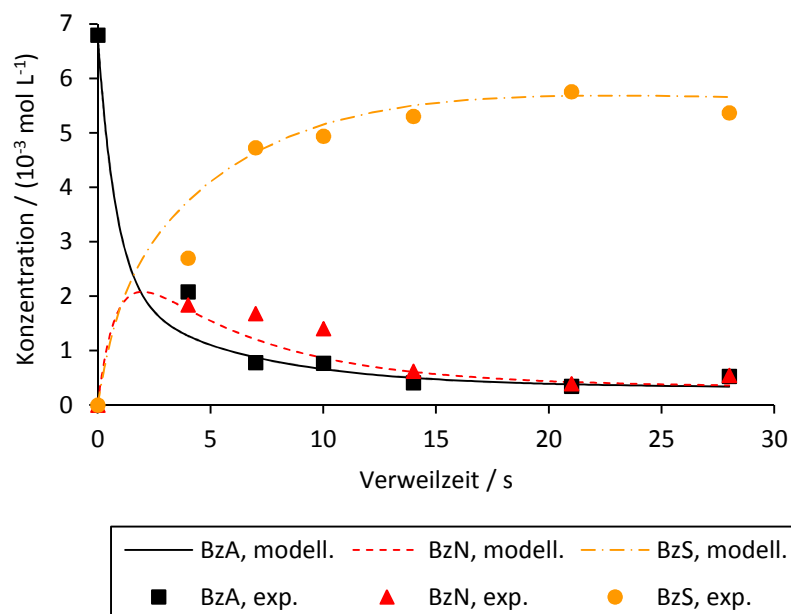 7
6
5
4
3
2
1
0
Konzentration / (10⁻³ mol L⁻¹)
0 5 10 15 20 25 30
Verweilzeit / s
BzA, modell. BzN, modell. BzS, modell.
BzA, exp. BzN, exp. BzS, exp.